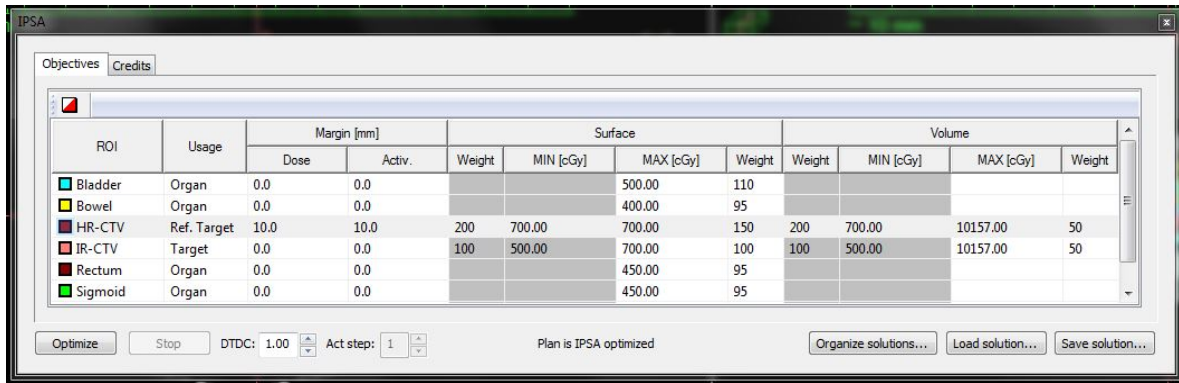 IPSA
Objectives Credits
ROI Usage Margin [mm] Surface Volume
Dose Activ. Weight MIN [cGy] MAX [cGy] Weight Weight MIN [cGy] MAX [cGy] Weight
Bladder Organ 0.0 0.0 500.00 110
Bowel Organ 0.0 0.0 400.00 95
HR-CTV Ref. Target 10.0 10.0 200 700.00 700.00 150 200 700.00 10157.00 50
IR-CTV Target 0.0 0.0 100 500.00 700.00 100 100 500.00 10157.00 50
Rectum Organ 0.0 0.0 450.00 95
Sigmoid Organ 0.0 0.0 450.00 95
Optimize Stop DTDC: 1.00 Act step: 1 Plan is IPSA optimized Organize solutions... Load solution... Save solution...